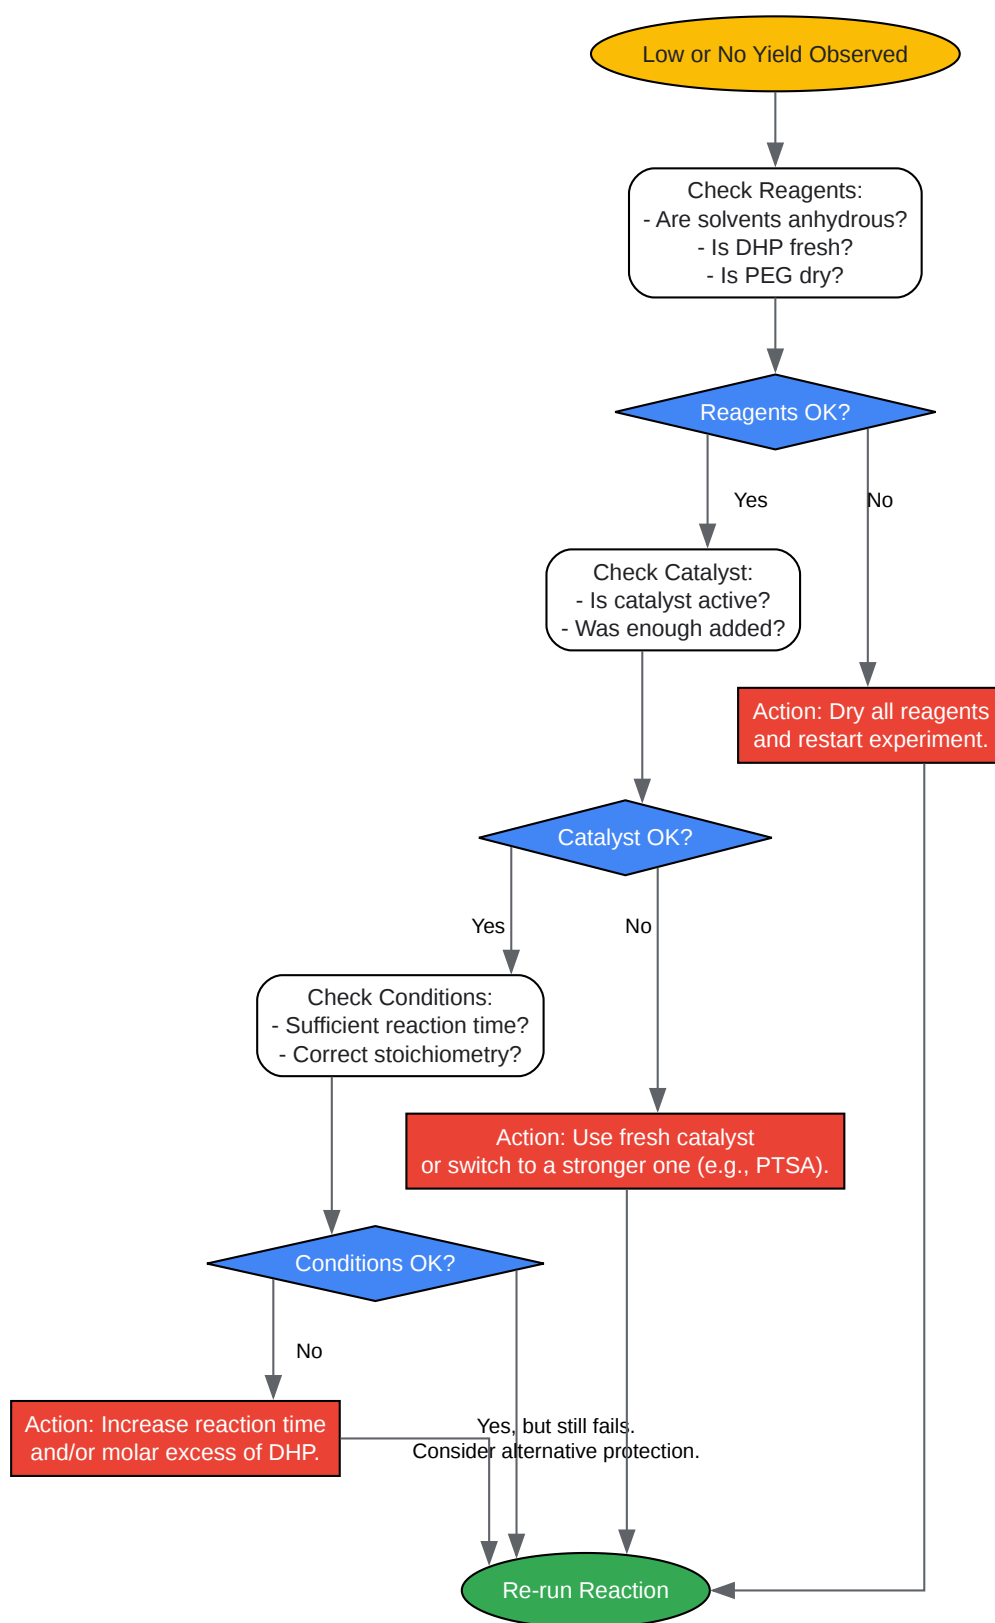 Low or No Yield Observed
Check Reagents:
- Are solvents anhydrous?
- Is DHP fresh?
- Is PEG dry?
Reagents OK?
Yes
No
Check Catalyst:
- Is catalyst active?
- Was enough added?
Action: Dry all reagents
and restart experiment.
Catalyst OK?
Yes
No
Check Conditions:
- Sufficient reaction time?
- Correct stoichiometry?
Action: Use fresh catalyst
or switch to a stronger one (e.g., PTSA).
Conditions OK?
No
Action: Increase reaction time
and/or molar excess of DHP.
Yes, but still fails.
Consider alternative protection.
Re-run Reaction